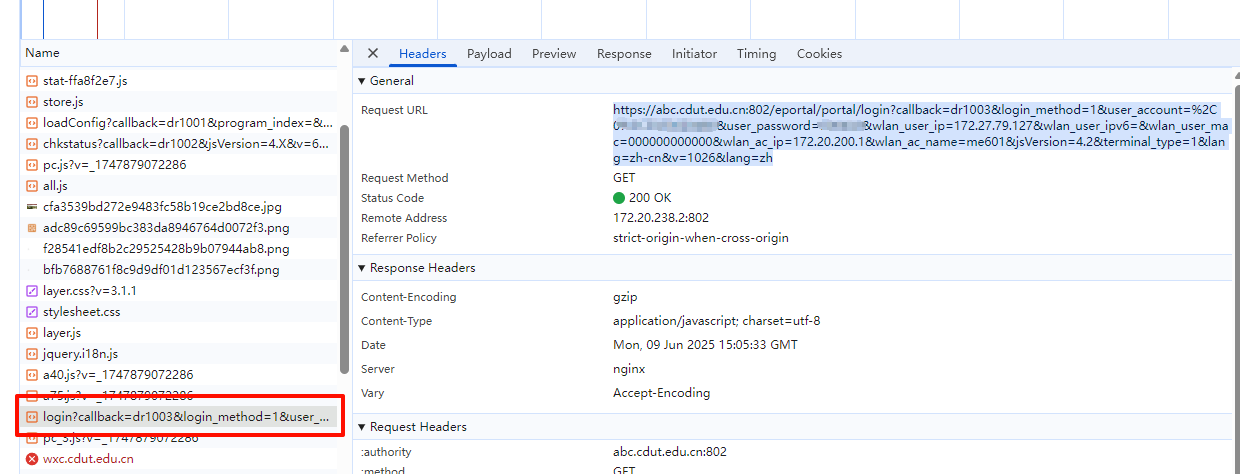 Name
stat-ffa8f2e7.js
store.js
loadConfig?callback=dr1001&program_index=&...
chkstatus?callback=dr1002&jsVersion=4.X&v=6...
pc.js?v=_1747879072286
all.js
cfa3539bd272e9483fc58b19ce2bd8ce.jpg
adc89c69599bc383da8946764d0072f3.png
f28541edf8b2c29525428b9b07944ab8.png
bfb7688761f8c9d9df01d123567ecf3f.png
layer.css?v=3.1.1
stylesheet.css
layer.js
jquery.i18n.js
a40.js?v=_1747879072286
a75.js?v=_1747879072286
login?callback=dr1003&login_method=1&user_...
pc_3.js?v=_1747879072286
wxc.cdut.edu.cn
Headers Payload Preview Response Initiator Timing Cookies
General
Request URL
https://abc.cdut.edu.cn:802/eportal/portal/login?callback=dr1003&login_method=1&user_account=%2C
0 &user_password= &wlan_user_ip=172.27.79.127&wlan_user_ipv6=&wlan_user_m
ac=000000000000&wlan_ac_ip=172.20.200.1&wlan_ac_name=me601&jsVersion=4.2&terminal_type=1&l
ang=zh-cn&v=1026&lang=zh
Request Method GET
Status Code 200 OK
Remote Address 172.20.238.2:802
Referrer Policy strict-origin-when-cross-origin
Response Headers
Content-Encoding gzip
Content-Type application/javascript; charset=utf-8
Date Mon, 09 Jun 2025 15:05:33 GMT
Server nginx
Vary Accept-Encoding
Request Headers
:authority abc.cdut.edu.cn:802
:method GET